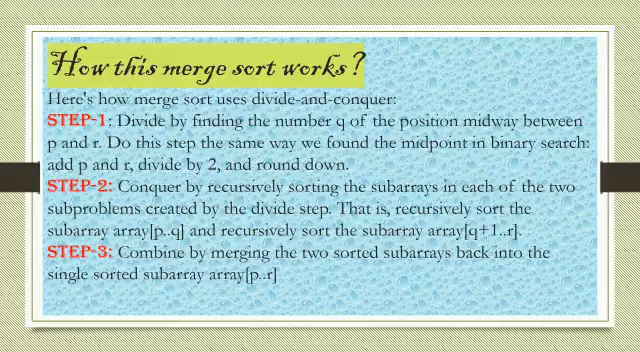 How this merge sort works?
Here's how merge sort uses divide-and-conquer:
STEP-1: Divide by finding the number q of the position midway between
p and r. Do this step the same way we found the midpoint in binary search:
add p and r, divide by 2, and round down.
STEP-2: Conquer by recursively sorting the subarrays in each of the two
subproblems created by the divide step. That is, recursively sort the
subarray array[p..q] and recursively sort the subarray array[q+1..r].
STEP-3: Combine by merging the two sorted subarrays back into the
single sorted subarray array[p..r]